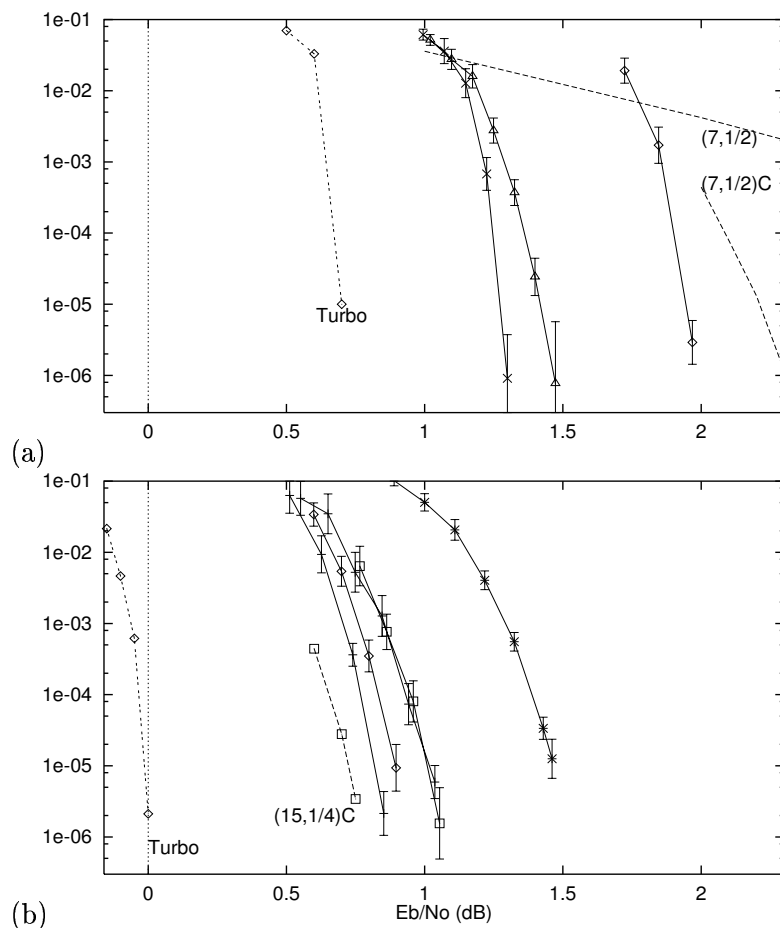 1e-01
1e-02
1e-03
1e-04
1e-05
1e-06
(7,1/2)
(7,1/2)C
Turbo
0 0.5 1 1.5 2
(a)
1e-01
1e-02
1e-03
1e-04
1e-05
1e-06
(15,1/4)C
Turbo
0 0.5 1 1.5 2
Eb/No (dB)
(b)